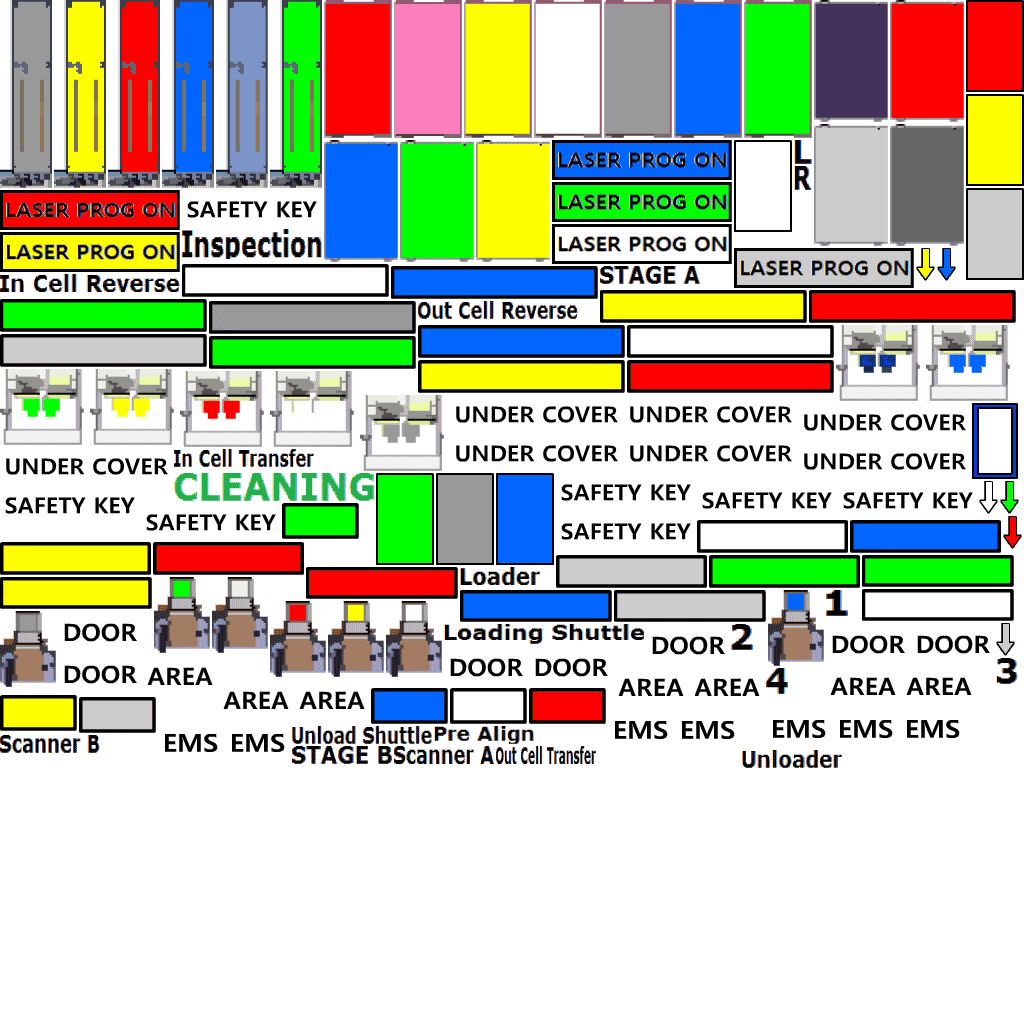 LASER PROG ON
L
R
LASER PROG ON
LASER PROG ON SAFETY KEY
LASER PROG ON
LASER PROG ON Inspection
LASER PROG ON
STAGE A
In Cell Reverse
Out Cell Reverse
UNDER COVER UNDER COVER UNDER COVER
UNDER COVER UNDER COVER UNDER COVER
UNDER COVER In Cell Transfer
CLEANING
SAFETY KEY SAFETY KEY SAFETY KEY SAFETY KEY
SAFETY KEY SAFETY KEY
Loader
1
DOOR Loading Shuttle DOOR 2 DOOR DOOR
3
DOOR AREA DOOR DOOR 4
AREA AREA AREA AREA AREA AREA
EMS EMS EMS EMS EMS
Scanner B EMS EMS Unload Shuttle Pre Align
STAGE B Scanner A Out Cell Transfer Unloader